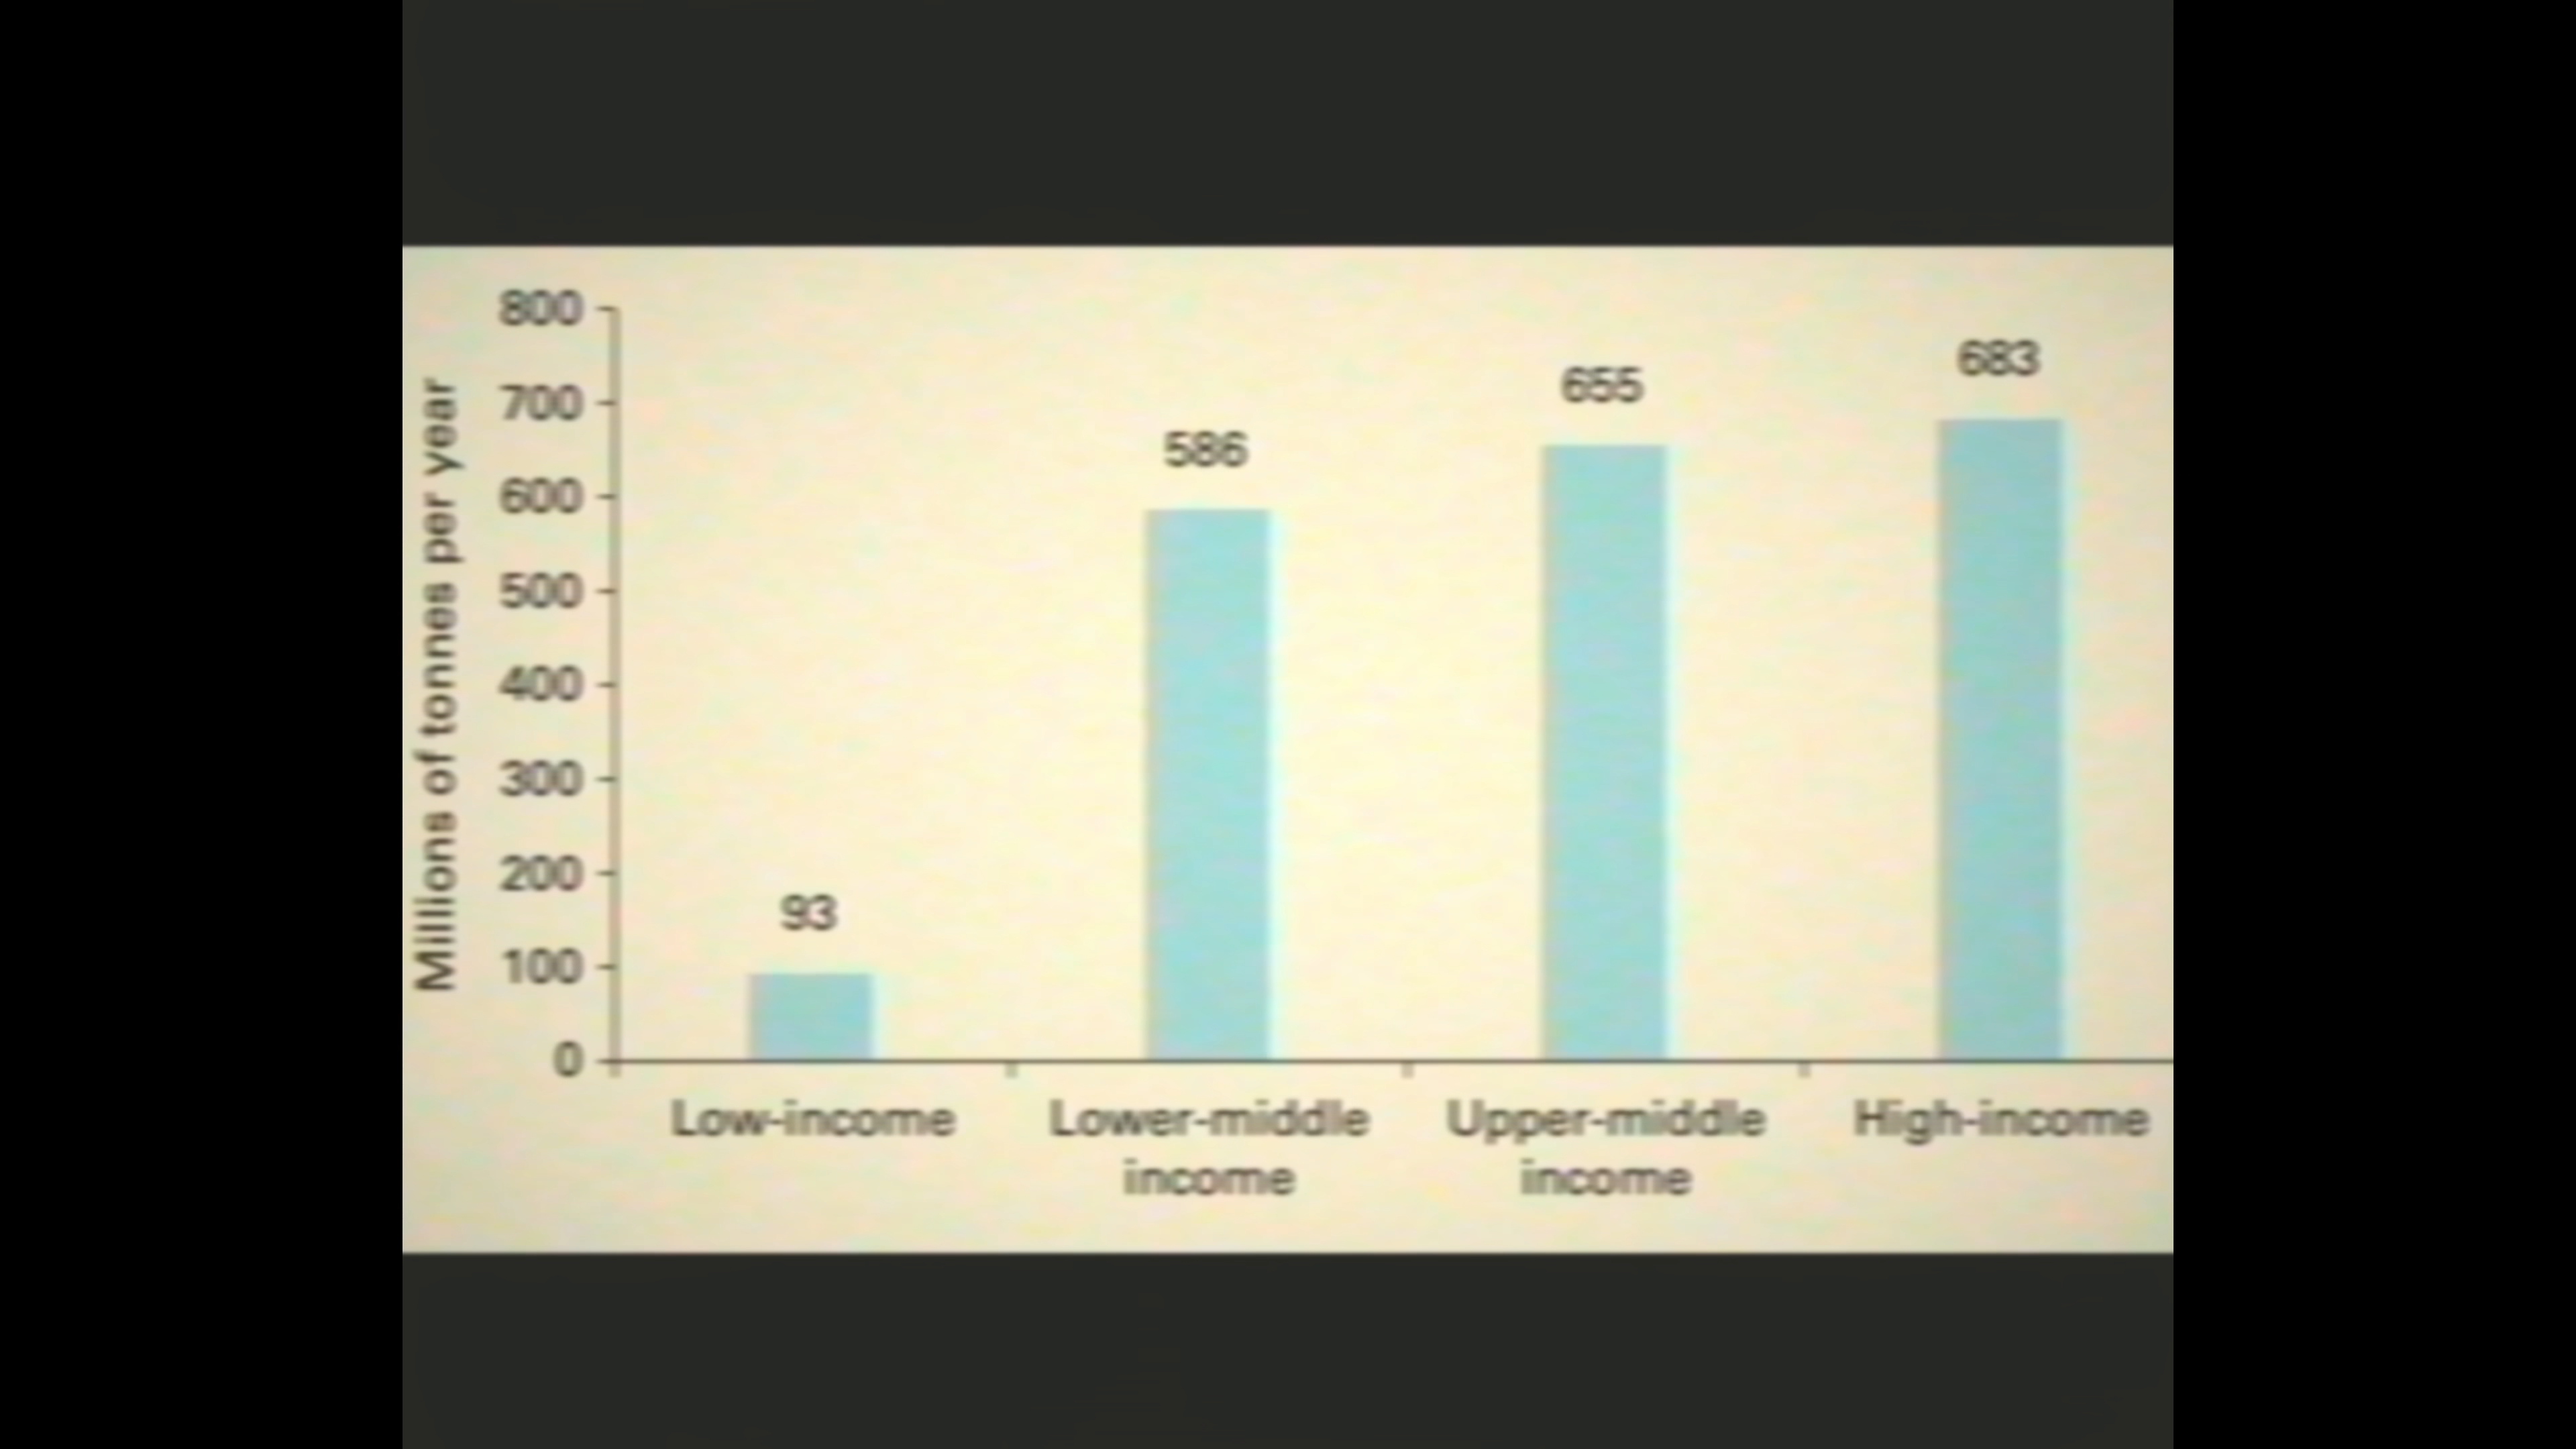 Millions of tonnes per year
800
700
600
500
400
300
200
100
0
93
586
655
683
Low-income
Lower-middle
income
Upper-middle
income
High-income